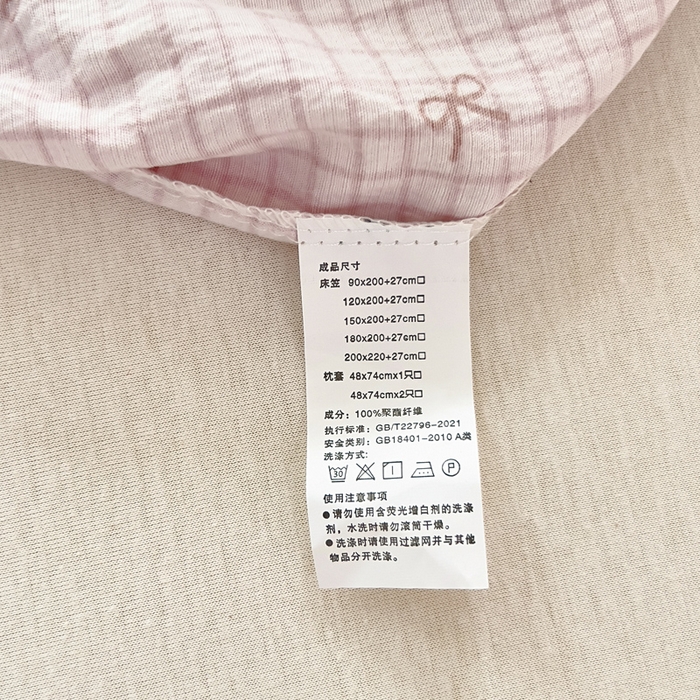 成品尺寸
床笠 90x200+27cm□
120x200+27cm□
150x200+27cm□
180x200+27cm□
200x220+27cm□
枕套 48x74cmx1只□
48x74cmx2只□
成分: 100%聚酯纤维
执行标准: GB/T22796-2021
安全类别: GB18401-2010 A类
洗涤方式:
30 P
使用注意事项
●请勿使用含荧光增白剂的洗涤
剂，水洗时请勿滚筒干燥。
●洗涤时请使用过滤网并与其他
物品分开洗涤。